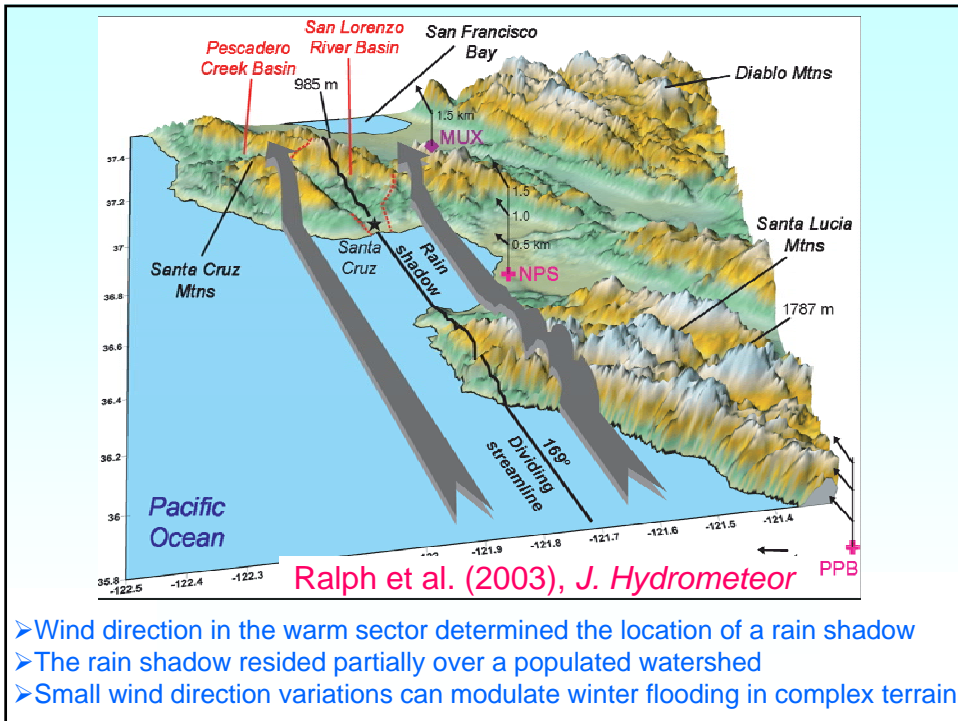 San Lorenzo
River Basin
San Francisco
Bay
Pescadero
Creek Basin
Diablo Mtns
985 m
1.5 km
MUX
37.4
37.2
37
36.8
36.6
36.4
36.2
36
35.8
1.5
1.0
0.5 km
NPS
Santa Lucia
Mtns
1787 m
Santa
Cruz
Santa Cruz
Mtns
Rain
shadow
169°
Dividing
streamline
Pacific
Ocean
-122.5
-122.4
-122.3
-121.9
-121.8
-121.7
-121.6
-121.5
-121.4
PPB
Ralph et al. (2003), J. Hydrometeor
➢Wind direction in the warm sector determined the location of a rain shadow
➢The rain shadow resided partially over a populated watershed
➢Small wind direction variations can modulate winter flooding in complex terrain